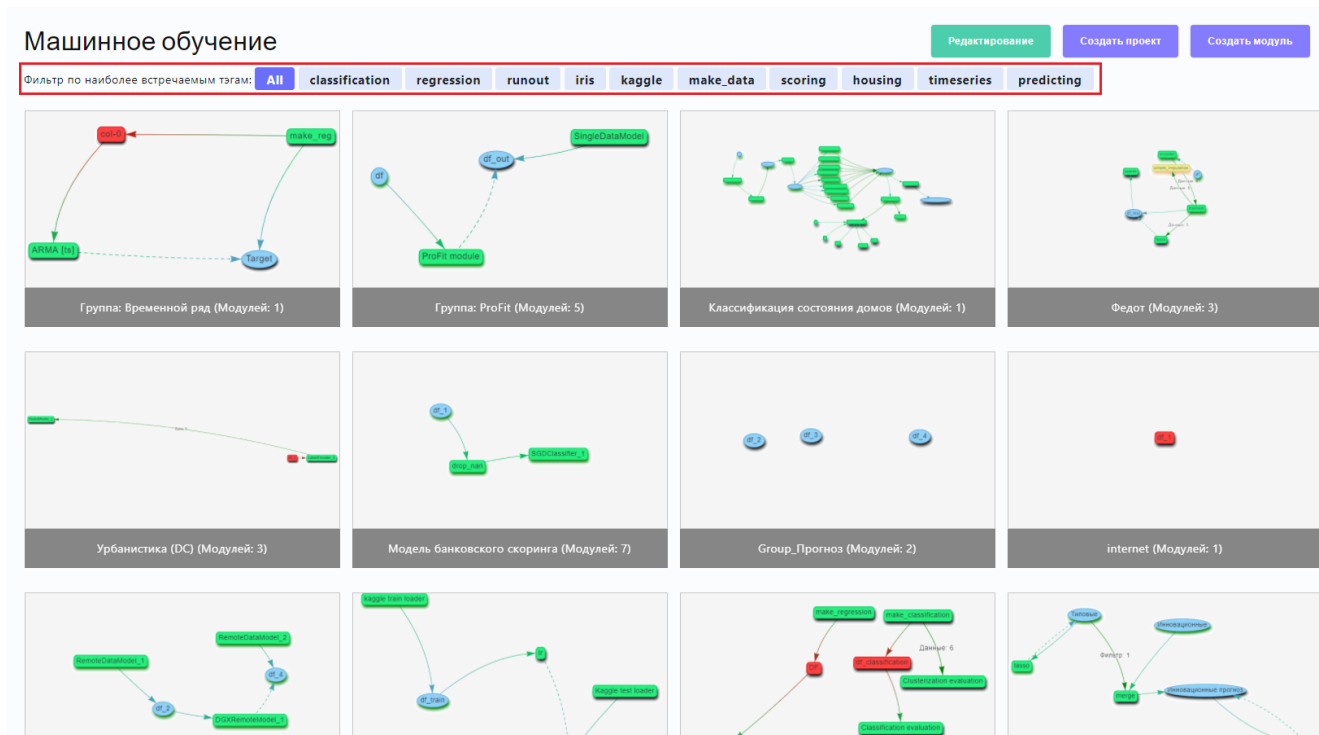 Машинное обучение
Редактирование
Создать проект
Создать модуль
Фильтр по наиболее встречаемым тэгам: All classification regression runout iris kaggle make_data scoring housing timeseries predicting
col-0
make_reg
ARMA [ts]
Target
Группа: Временной ряд (Модулей: 1)
SingleDataModel
df_out
df
ProFit module
Группа: ProFit (Модулей: 5)
Классификация состояния домов (Модулей: 1)
Федот (Модулей: 3)
Урбанистика (DC) (Модулей: 3)
df_1
drop_nan
SGDClassifier_1
Модель банковского скоринга (Модулей: 7)
df_2
df_3
df_4
Group_Прогноз (Модулей: 2)
df_1
internet (Модулей: 1)
RemoteDataModel_2
RemoteDataModel_1
df_4
df_2
DGXRemoteModel_1
Kaggle train loader
lr
df_train
Kaggle test loader
make_regression
make_classification
Данные: 6
DF
df_classification
Clusterization evaluation
Classification evaluation
Типовые
Инновационные
Фильтр: 1
lasso
merge
Инновационные прогноз